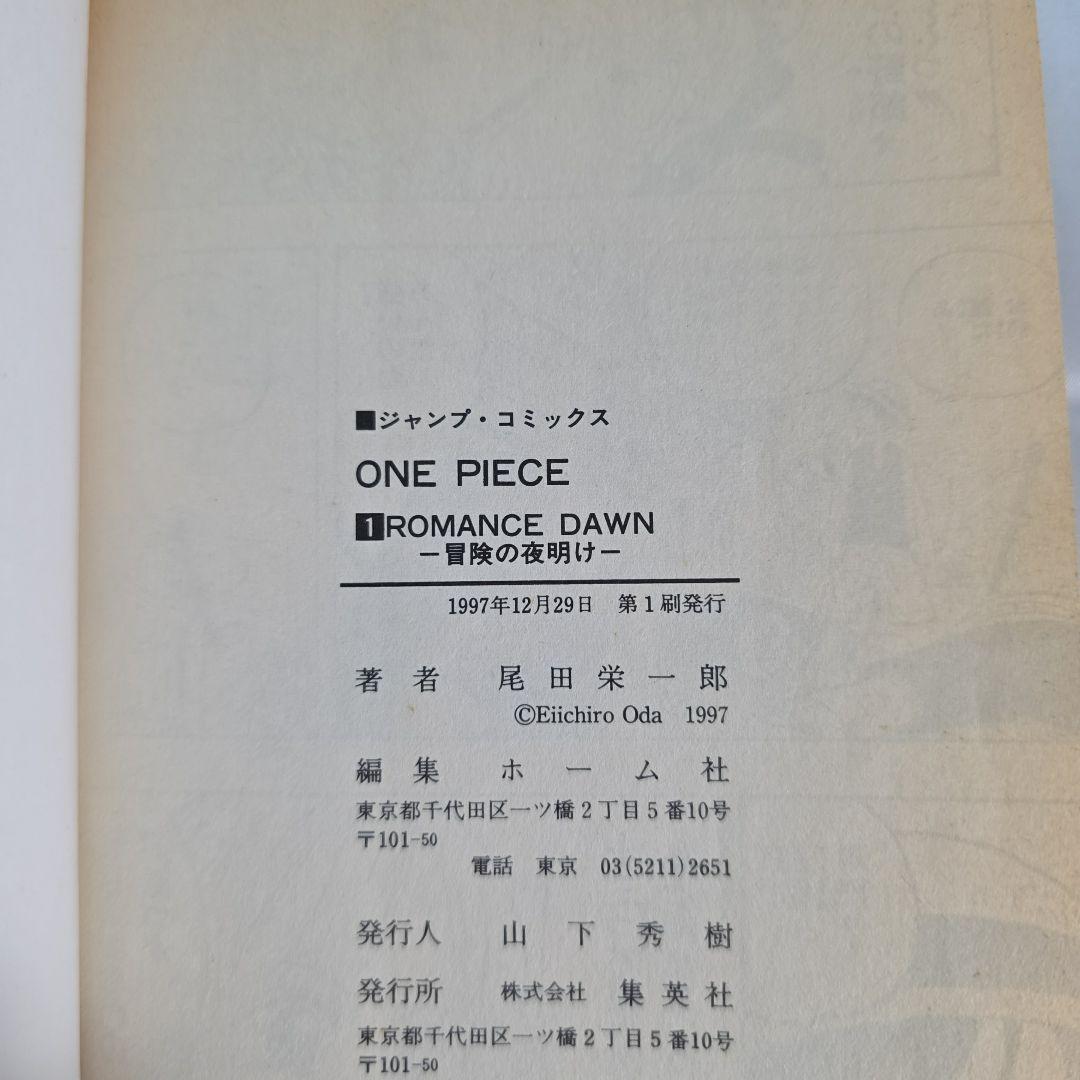 ■ジャンプ・コミックス
ONE PIECE
1 ROMANCE DAWN
—冒険の夜明け—
1997年12月29日 第1刷発行
著者 尾田栄一郎
©Eiichiro Oda 1997
編集 ホーム社
東京都千代田区一ツ橋2丁目5番10号
〒101-50
電話 東京 03(5211)2651
発行人 山下秀樹
発行所 株式会社 集英社
東京都千代田区一ツ橋2丁目5番10号
〒101-50